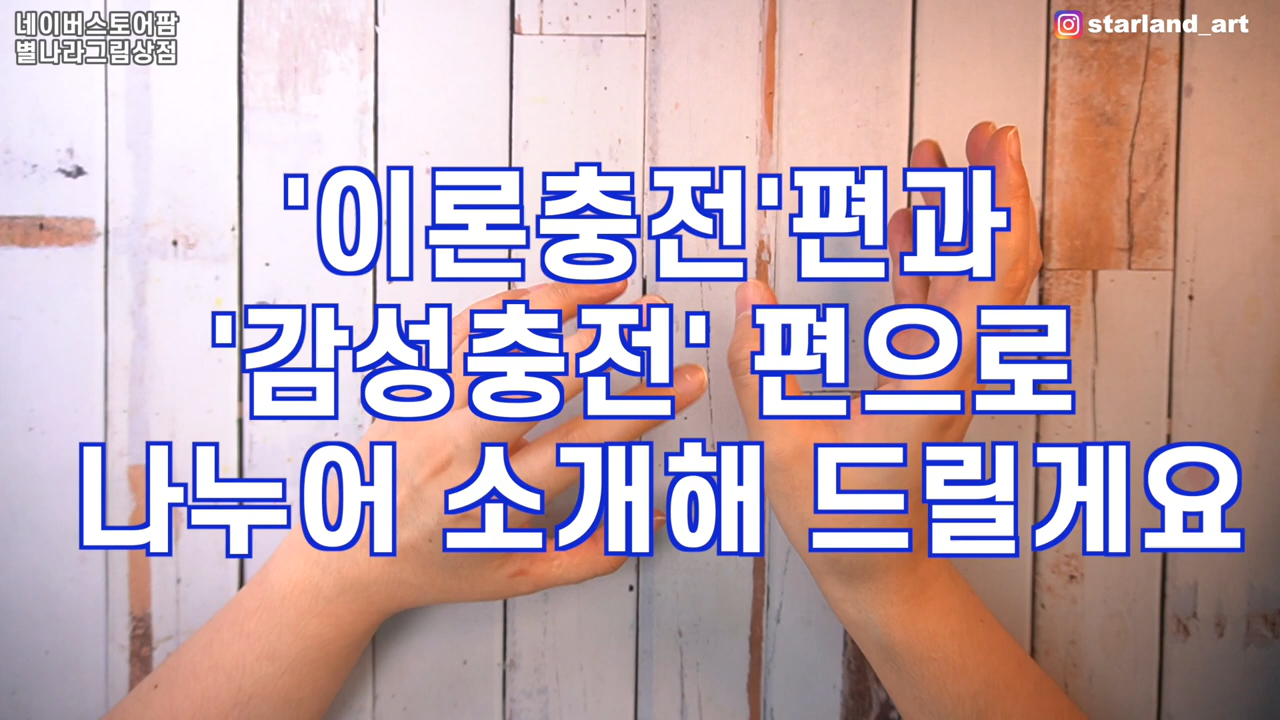 네이버스토어팜
별나라그림상점
starland_art
'이론충전'편과
'감성충전' 편으로
나누어 소개해 드릴게요